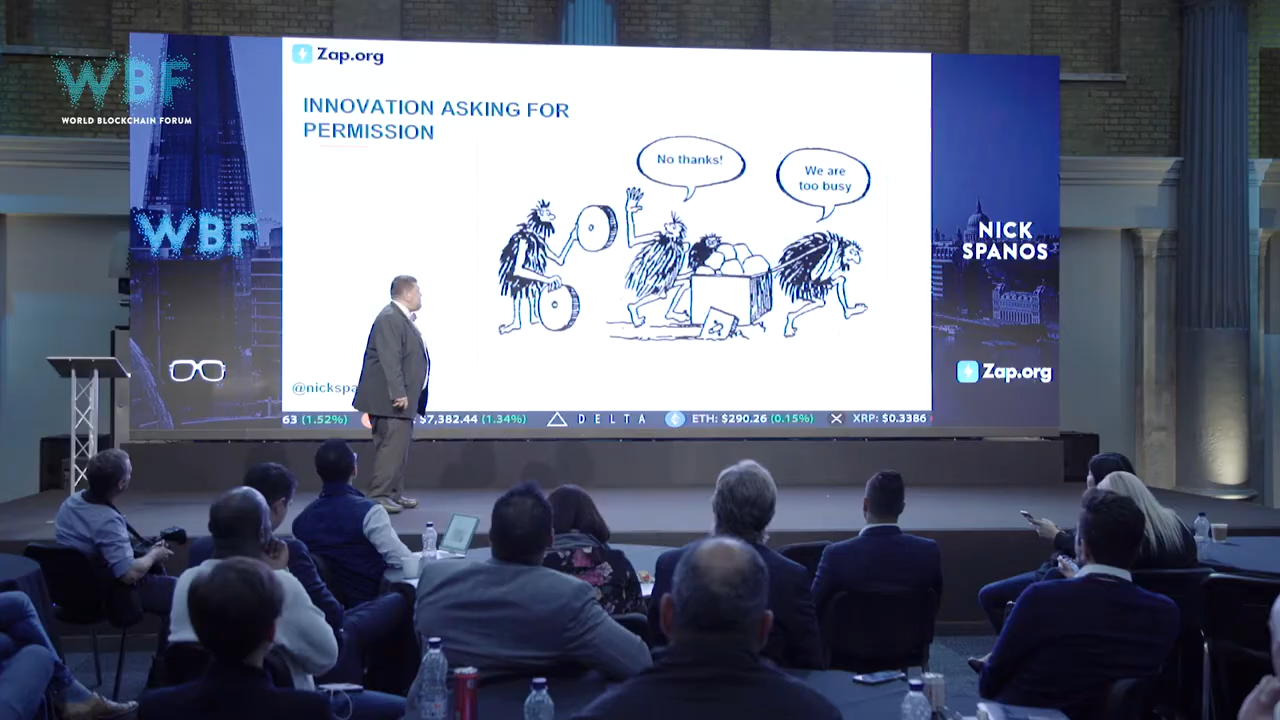 WBF
WORLD BLOCKCHAIN FORUM
Zap.org
INNOVATION ASKING FOR
PERMISSION
No thanks!
We are
too busy
WBF
NICK
SPANOS
Zap.org
@nickspa
63 (1.52%) $7,382.44 (1.34%) DELTA ETH: $290.26 (0.15%) XRP: $0.3386